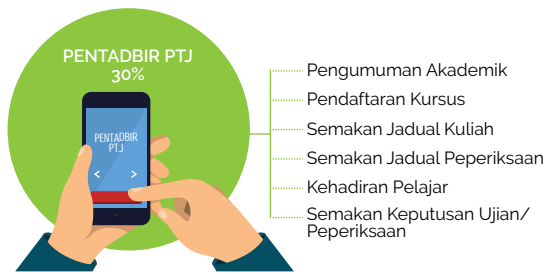 PENTADBIR PTJ
30%
PENTADBIR
PTJ
Pengumuman Akademik
Pendaftaran Kursus
Semakan Jadual Kuliah
Semakan Jadual Peperiksaan
Kehadiran Pelajar
Semakan Keputusan Ujian/
Peperiksaan